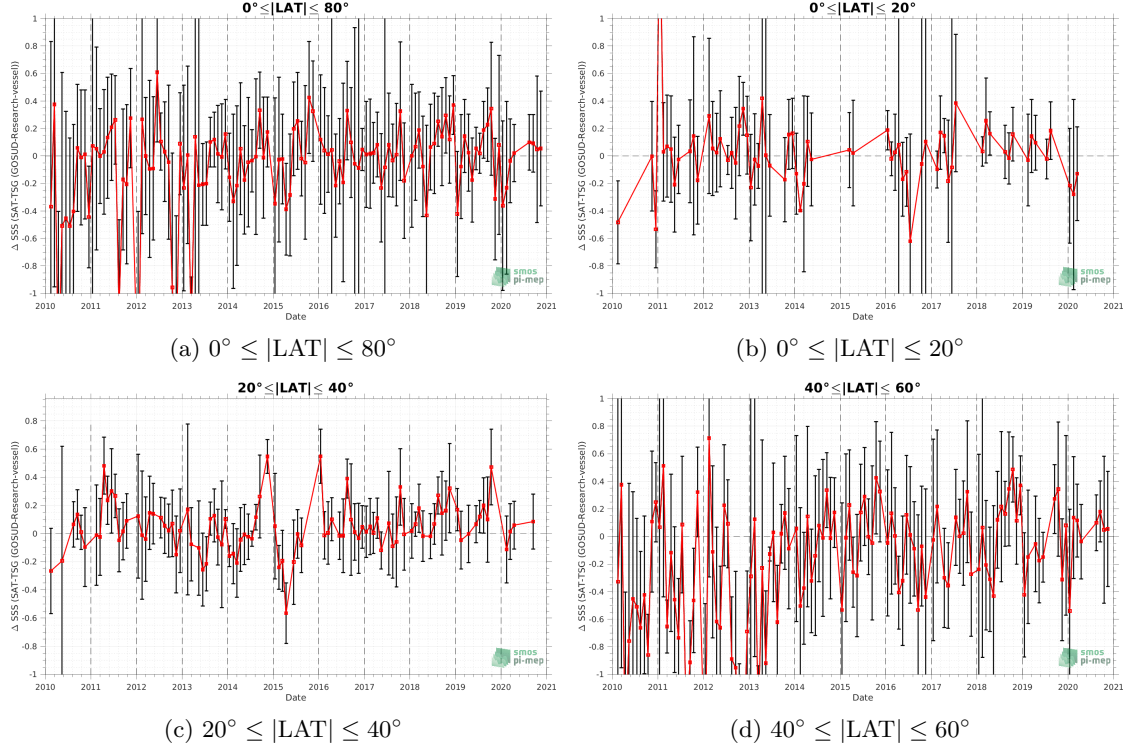 0°≤|LAT|≤ 80°
Δ SSS (SAT-TSG (GOSUD-Research-vessel))
1
0.8
0.6
0.4
0.2
0
-0.2
-0.4
-0.6
-0.8
-1
2010 2011 2012 2013 2014 2015 2016 2017 2018 2019 2020 2021
Date
smos
pi-mep
(a) 0° ≤ |LAT| ≤ 80°
0°≤|LAT|≤ 20°
Δ SSS (SAT-TSG (GOSUD-Research-vessel))
1
0.8
0.6
0.4
0.2
0
-0.2
-0.4
-0.6
-0.8
-1
2010 2011 2012 2013 2014 2015 2016 2017 2018 2019 2020 2021
Date
smos
pi-mep
(b) 0° ≤ |LAT| ≤ 20°
20°≤|LAT|≤ 40°
Δ SSS (SAT-TSG (GOSUD-Research-vessel))
0.8
0.6
0.4
0.2
0
-0.2
-0.4
-0.6
-0.8
-1
2010 2011 2012 2013 2014 2015 2016 2017 2018 2019 2020 2021
Date
smos
pi-mep
(c) 20° ≤ |LAT| ≤ 40°
40°≤|LAT|≤ 60°
Δ SSS (SAT-TSG (GOSUD-Research-vessel))
1
0.8
0.6
0.4
0.2
0
-0.2
-0.4
-0.6
-0.8
-1
2010 2011 2012 2013 2014 2015 2016 2017 2018 2019 2020 2021
Date
smos
pi-mep
(d) 40° ≤ |LAT| ≤ 60°